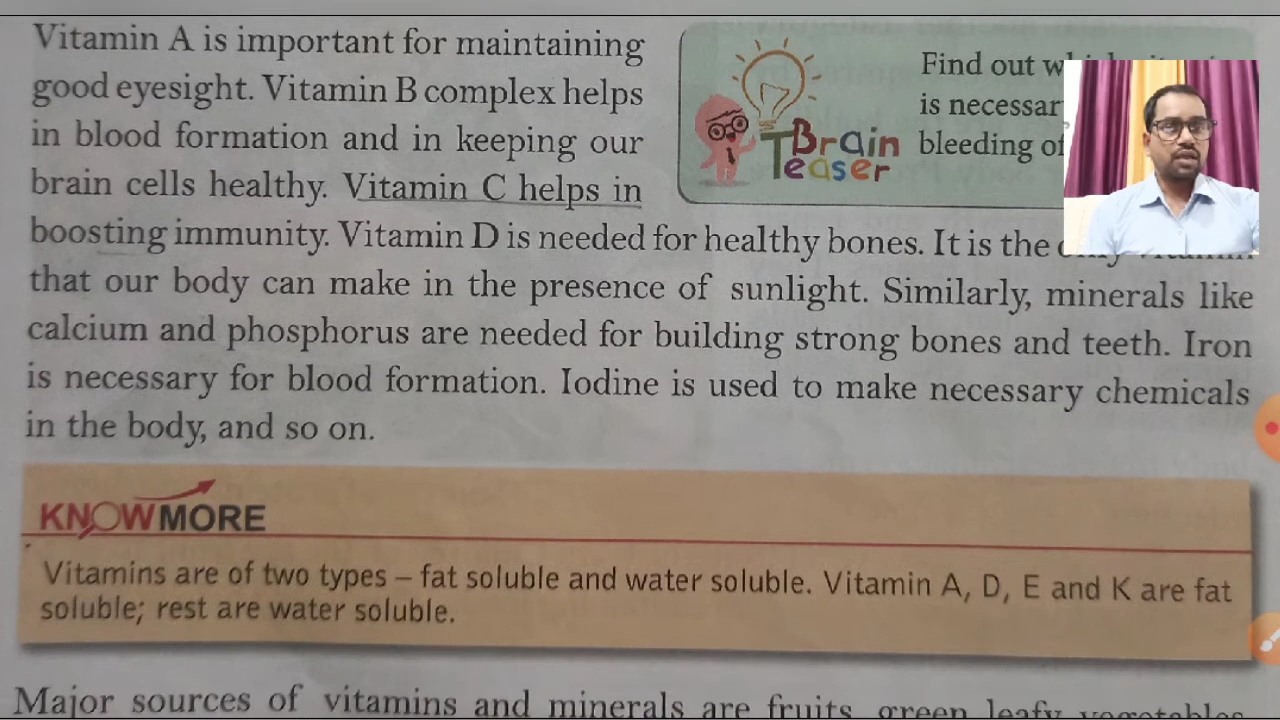 Vitamin A is important for maintaining
good eyesight. Vitamin B complex helps
in blood formation and in keeping our
brain cells healthy. Vitamin C helps in
boosting immunity. Vitamin D is needed for healthy bones. It is the
that our body can make in the presence of sunlight. Similarly, minerals like
calcium and phosphorus are needed for building strong bones and teeth. Iron
is necessary for blood formation. Iodine is used to make necessary chemicals
in the body, and so on.
Brain
Teaser
Find out
is
bleeding
KNOWMORE
Vitamins are of two types – fat soluble and water soluble. Vitamin A, D, E and K are fat
soluble; rest are water soluble.
Major sources of vitamins and minerals are fruits, green leafy vegetables,